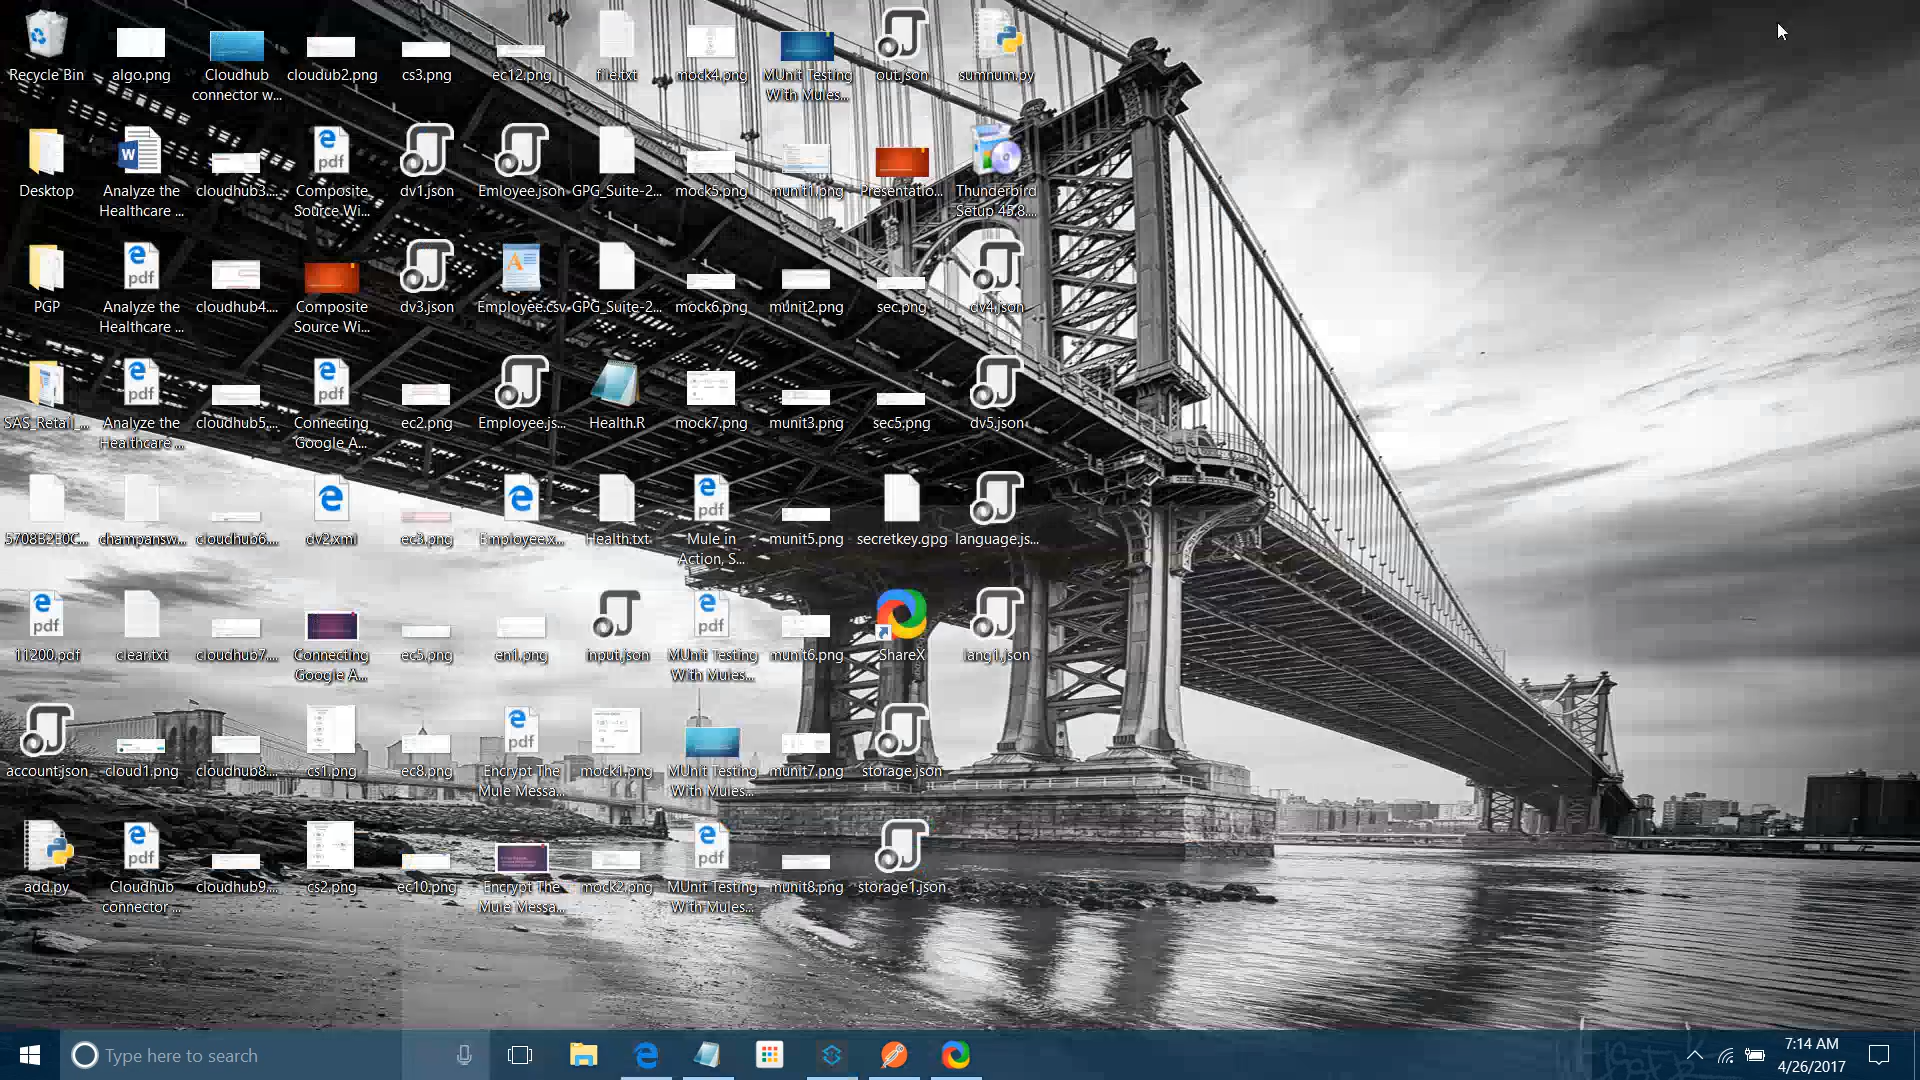 Recycle Bin
algo.png
Cloudhub
connector w...
cloudub2.png
cs3.png
ec12.png
file.txt
mock4.png
MUnit Testing
With Mules...
out.json
sumnum.py
Desktop
Analyze the
Healthcare ...
cloudhub3....
Composite
Source Wi...
dv1.json
Emloyee.json
GPG_Suite-2...
mock5.png
munit1.png
Presentatio...
Thunderbird
Setup 45.8....
PGP
Analyze the
Healthcare ...
cloudhub4....
Composite
Source Wi...
dv3.json
Employee.csv
GPG_Suite-2...
mock6.png
munit2.png
sec.png
dv4.json
SAS_Retail_...
Analyze the
Healthcare ...
cloudhub5....
Connecting
Google A...
ec2.png
Employee.js...
Health.R
mock7.png
munit3.png
sec5.png
dv5.json
5708B2E0C...
champansw...
cloudhub6....
dv2.xml
ec3.png
Employee.x...
Health.txt
Mule in
Action, S...
munit5.png
secretkey.gpg
language.js...
11200.pdf
clear.txt
cloudhub7....
Connecting
Google A...
ec5.png
en1.png
input.json
MUnit Testing
With Mules...
munit6.png
ShareX
lang1.json
account.json
cloud1.png
cloudhub8....
cs1.png
ec8.png
Encrypt The
Mule Messa...
mock1.png
MUnit Testing
With Mules...
munit7.png
storage.json
add.py
Cloudhub
connector ...
cloudhub9....
cs2.png
ec10.png
Encrypt The
Mule Messa...
mock2.png
MUnit Testing
With Mules...
munit8.png
storage1.json
Type here to search
7:14 AM
4/26/2017